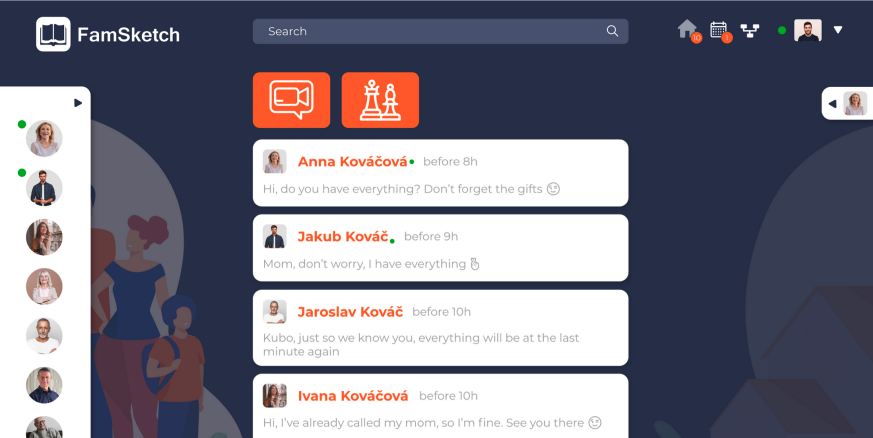 FamSketch
Search
10
1
Anna Kováčová
before 8h
Hi, do you have everything? Don't forget the gifts
Jakub Kováč
before 9h
Mom, don't worry, I have everything
Jaroslav Kováč
before 10h
Kubo, just so we know you, everything will be at the last
minute again
Ivana Kováčová
before 10h
Hi, I've already called my mom, so I'm fine. See you there